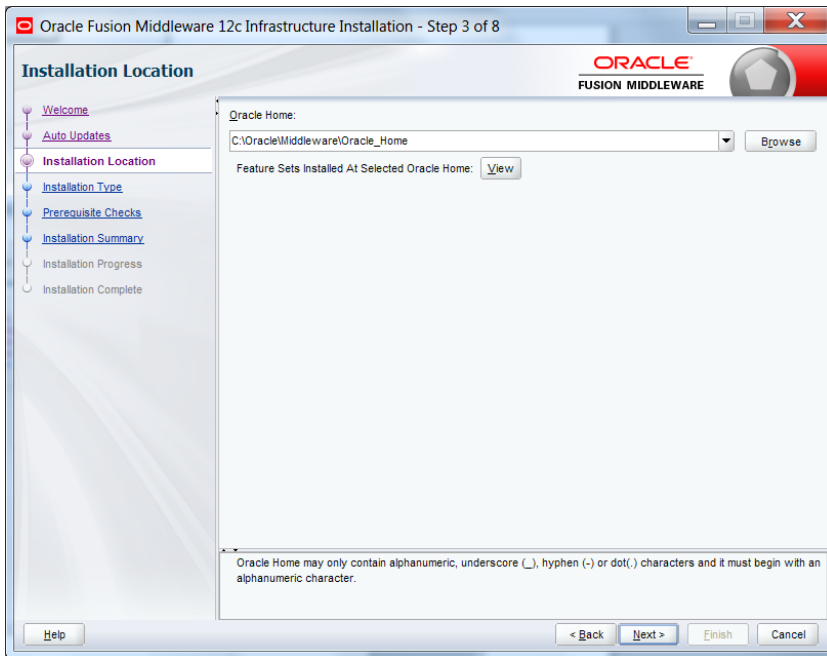 Oracle Fusion Middleware 12c Infrastructure Installation - Step 3 of 8
Installation Location
ORACLE
FUSION MIDDLEWARE
Welcome
Auto Updates
Installation Location
Installation Type
Prerequisite Checks
Installation Summary
Installation Progress
Installation Complete
Oracle Home:
C:\Oracle\Middleware\Oracle_Home
Browse
Feature Sets Installed At Selected Oracle Home: View
Oracle Home may only contain alphanumeric, underscore (_), hyphen (-) or dot(.) characters and it must begin with an
alphanumeric character.
Help < Back Next > Finish Cancel